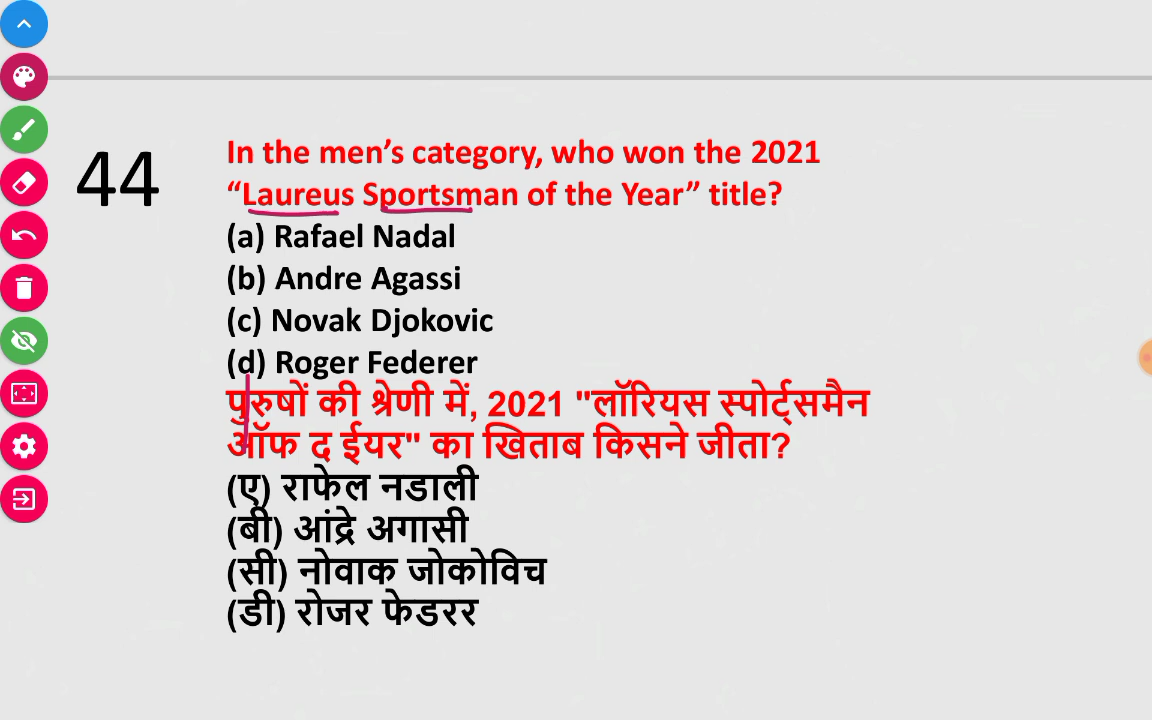 44
In the men’s category, who won the 2021
“Laureus Sportsman of the Year” title?
(a) Rafael Nadal
(b) Andre Agassi
(c) Novak Djokovic
(d) Roger Federer
पुरुषों की श्रेणी में, 2021 "लॉरियस स्पोर्ट्समैन
ऑफ द ईयर" का खिताब किसने जीता?
(ए) राफेल नडाली
(बी) आंद्रे अगासी
(सी) नोवाक जोकोविच
(डी) रोजर फेडरर